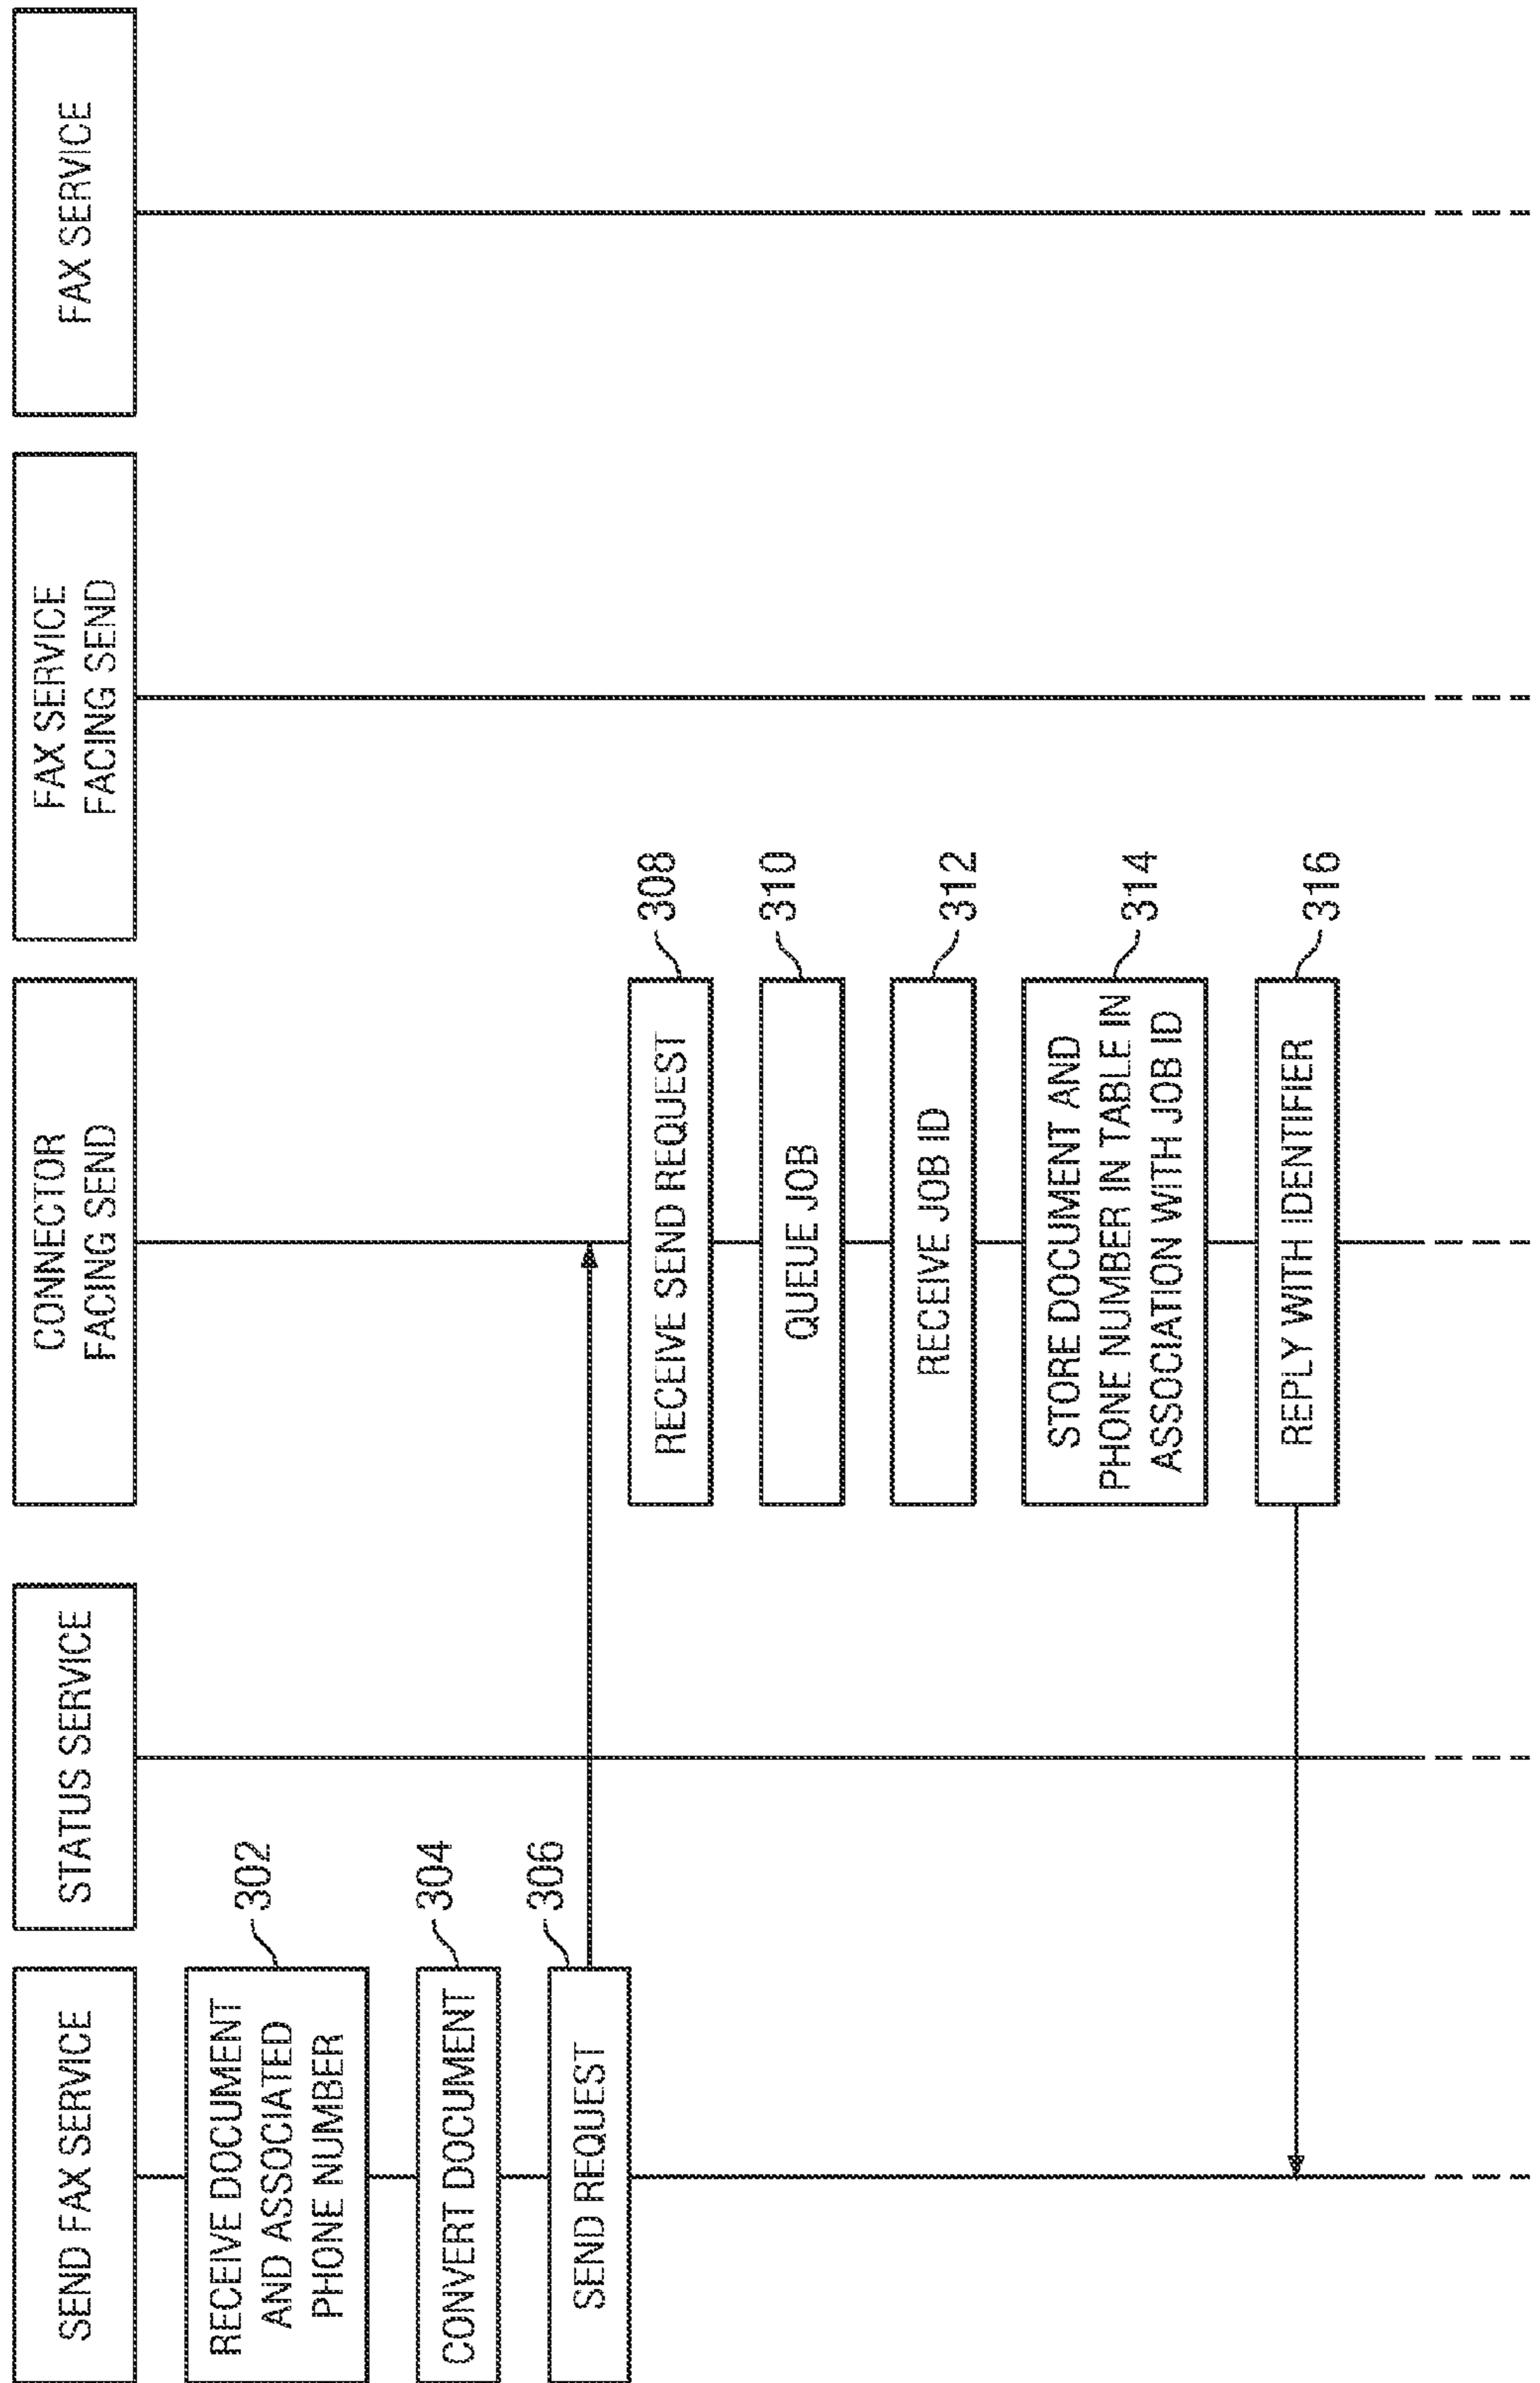 SEND FAX SERVICE
STATUS SERVICE
CONNECTOR
FACING SEND
FAX SERVICE
FACING SEND
FAX SERVICE
RECEIVE DOCUMENT
AND ASSOCIATED
PHONE NUMBER
302
CONVERT DOCUMENT
304
SEND REQUEST
306
RECEIVE SEND REQUEST
308
QUEUE JOB
310
RECEIVE JOB ID
312
STORE DOCUMENT AND
PHONE NUMBER IN TABLE IN
ASSOCIATION WITH JOB ID
314
REPLY WITH IDENTIFIER
316